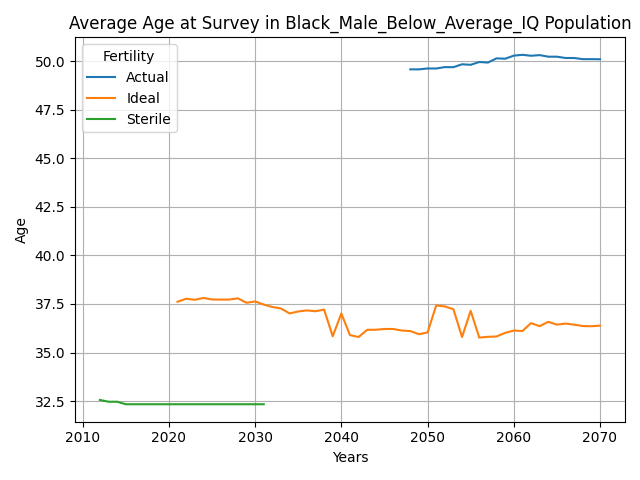 Average Age at Survey in Black_Male_Below_Average_IQ Population
Fertility
Actual
Ideal
Sterile
50.0
47.5
45.0
42.5
40.0
37.5
35.0
32.5
Age
2010 2020 2030 2040 2050 2060 2070
Years